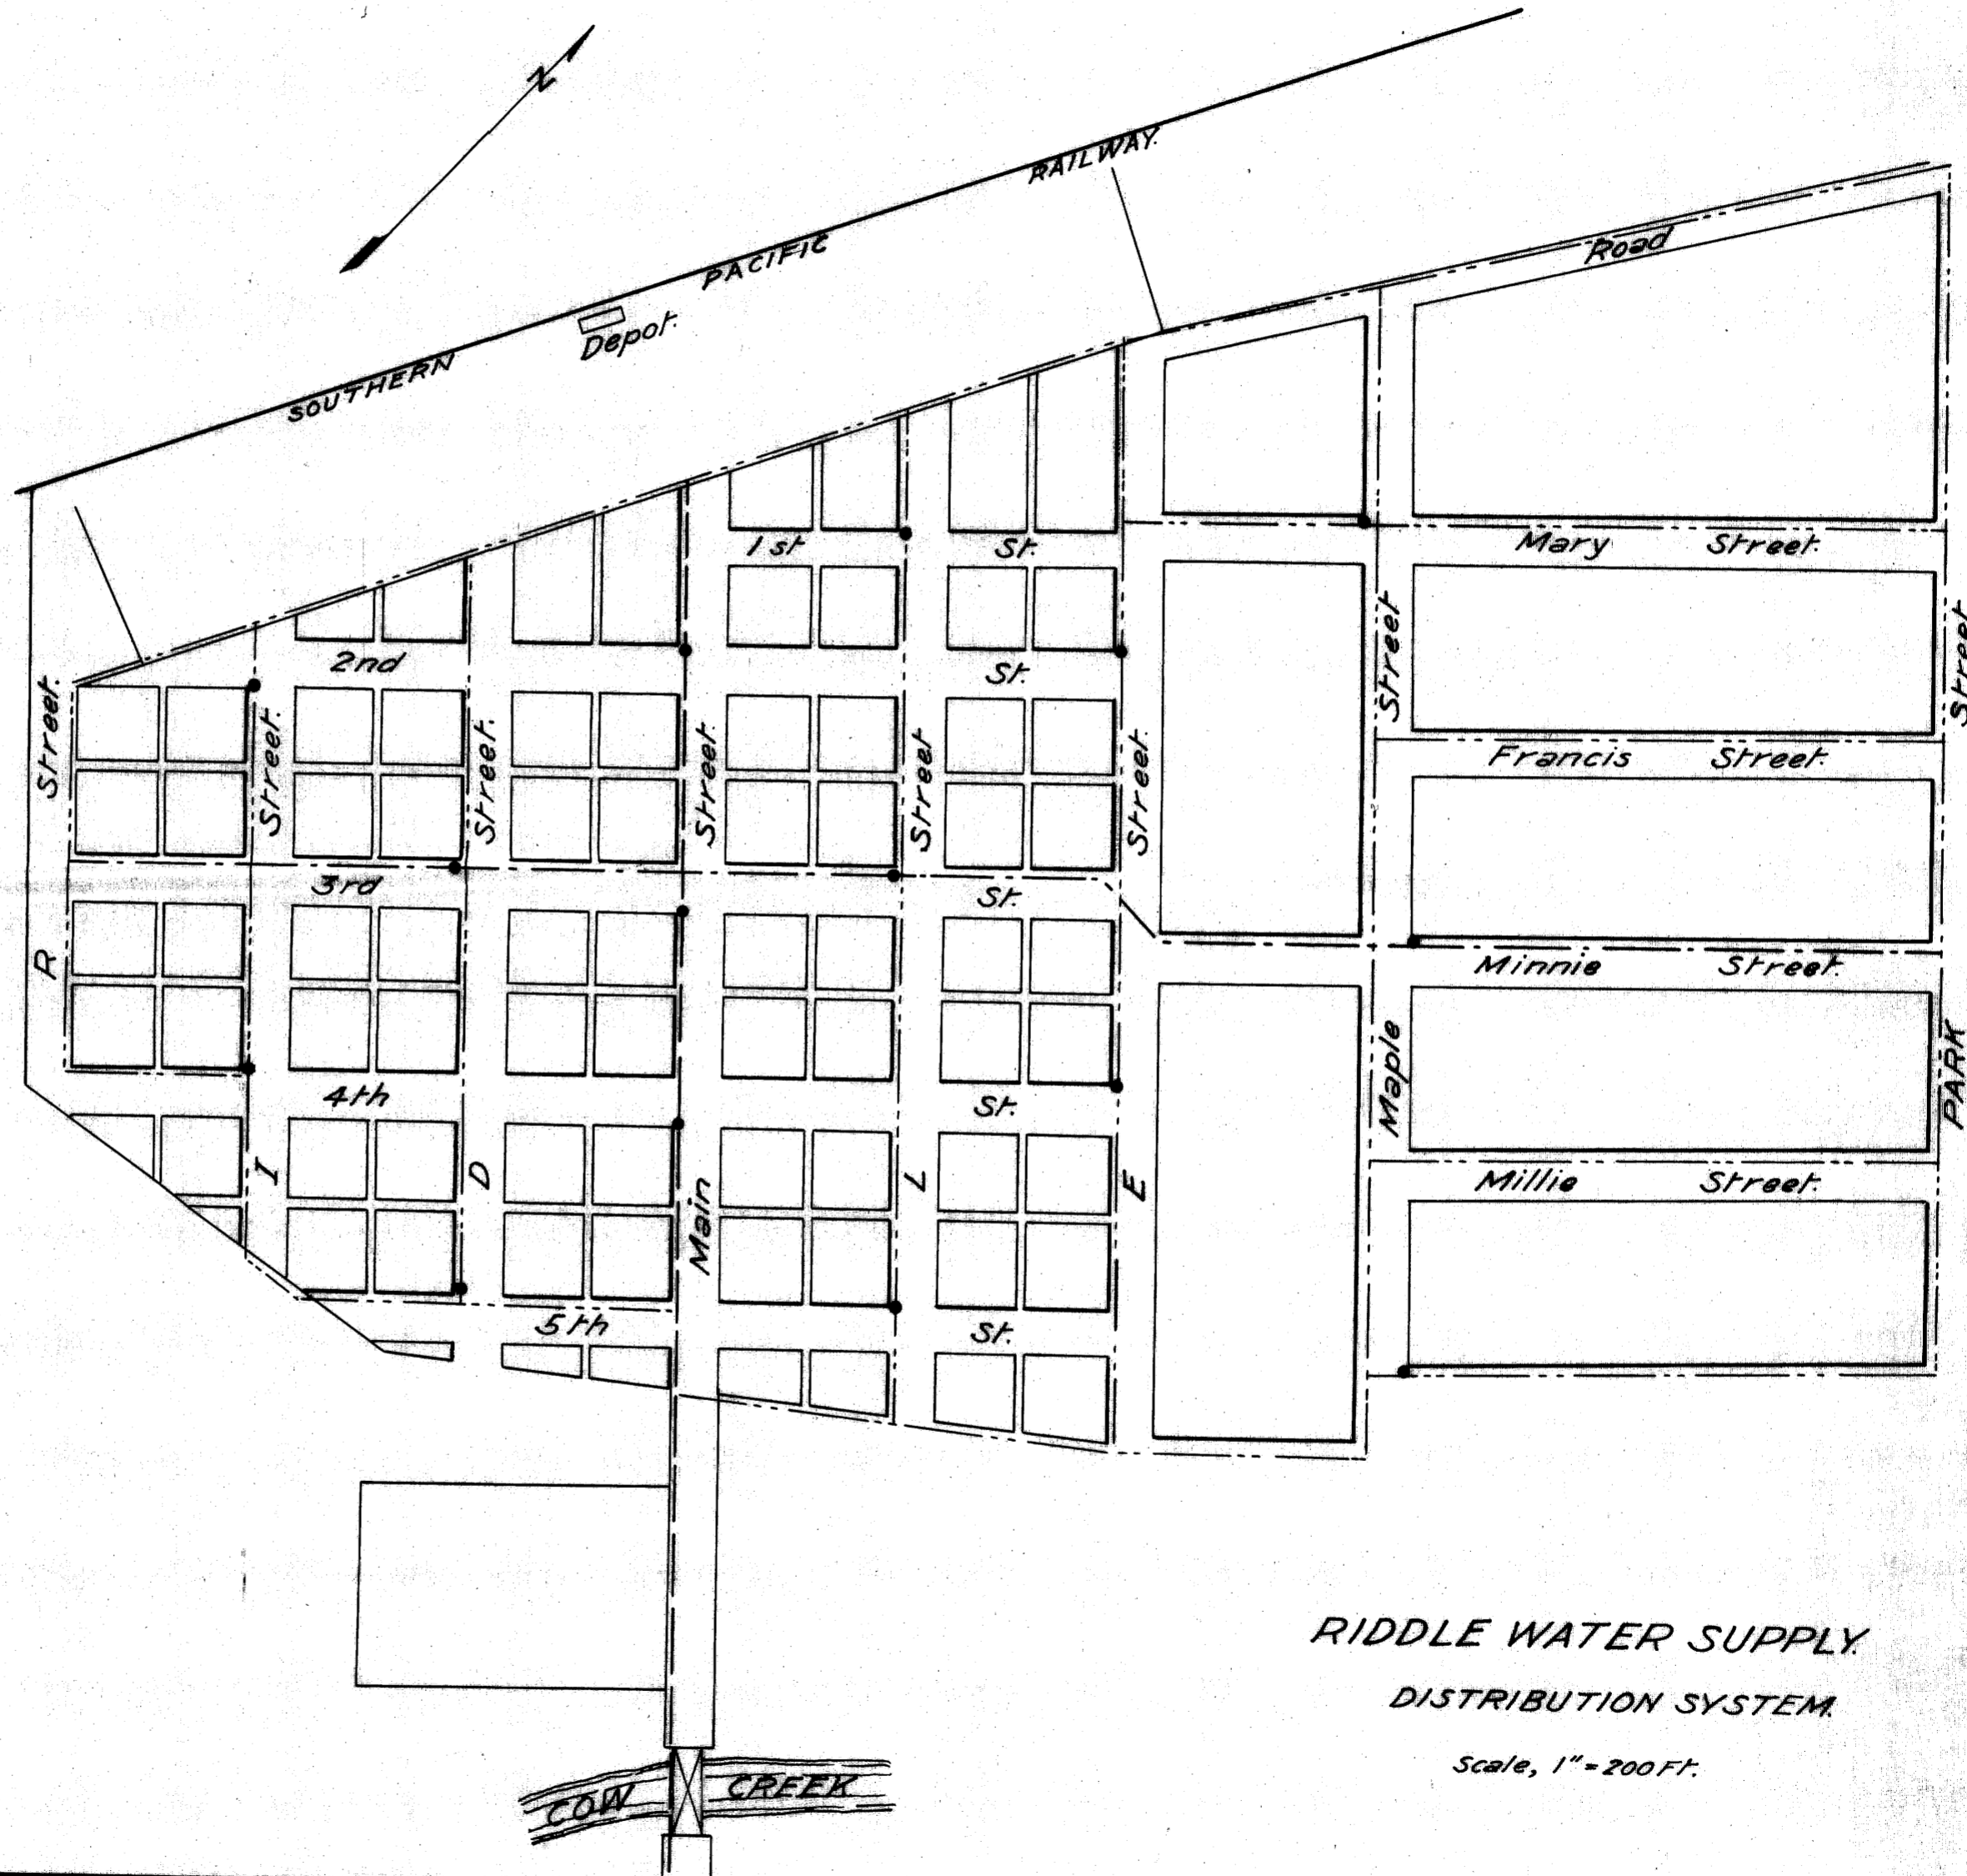 N
SOUTHERN PACIFIC RAILWAY.
Depot.
Road
1st St.
Mary Street.
2nd St.
Francis Street.
3rd St.
Minnie Street.
4th St.
Millie Street.
5th St.
R Street.
I Street.
D Street.
Main Street.
L Street
E Street.
Maple Street
PARK Street
COW CREEK
RIDDLE WATER SUPPLY.
DISTRIBUTION SYSTEM.
Scale, 1"=200 Ft.